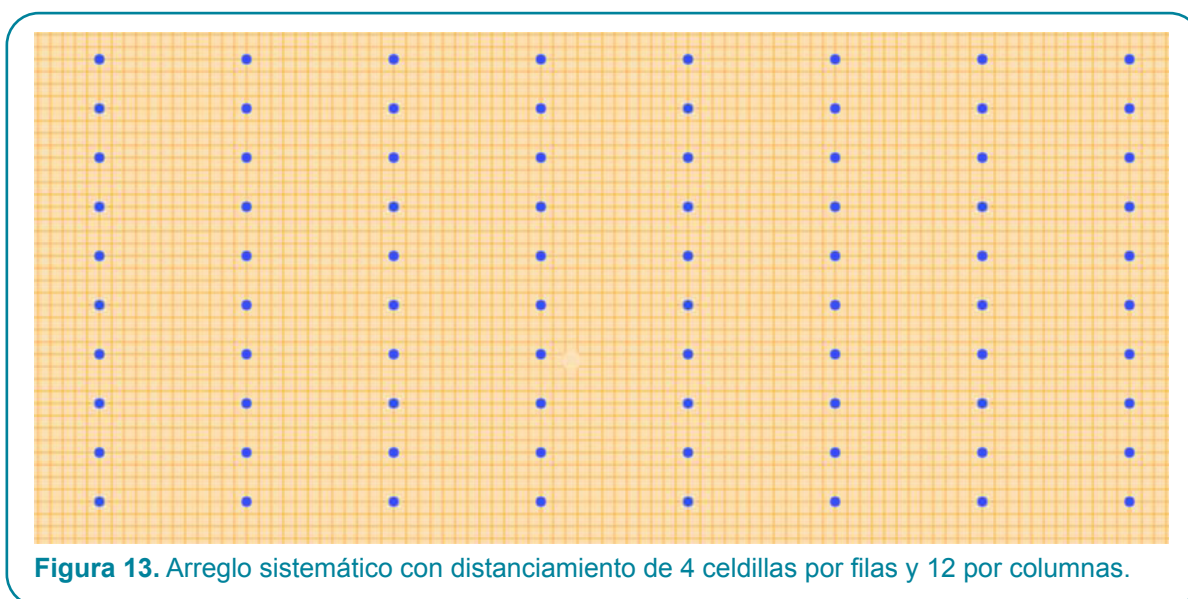 Figura 13. Arreglo sistemático con distanciamiento de 4 celdillas por filas y 12 por columnas.